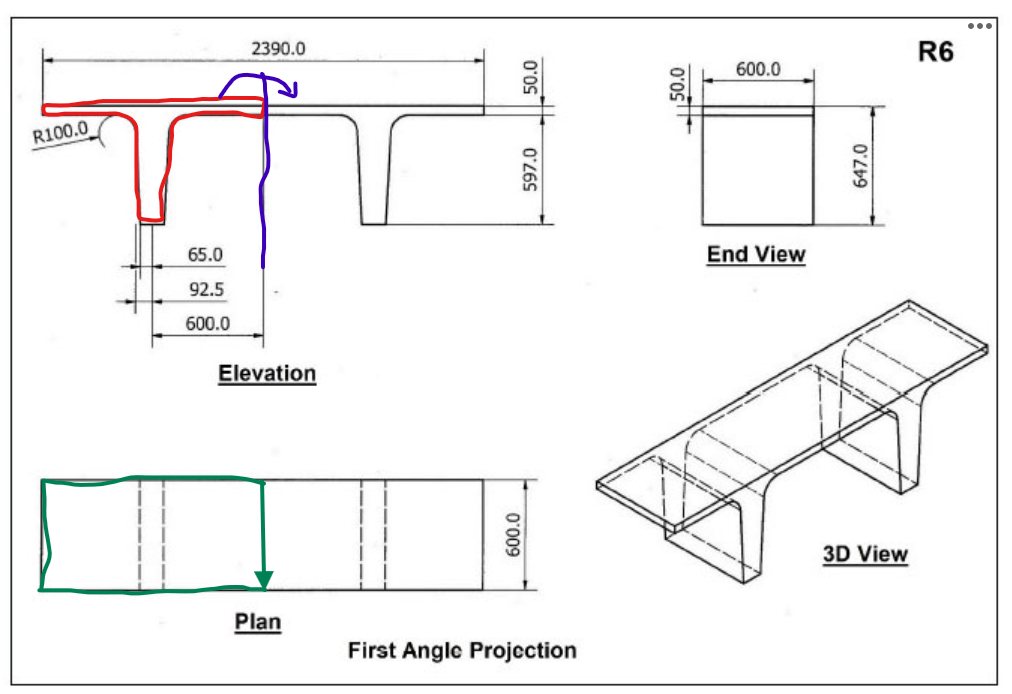 R6
2390.0
50.0
R100.0
597.0
65.0
92.5
600.0
Elevation
50.0
600.0
647.0
End View
600.0
Plan
3D View
First Angle Projection